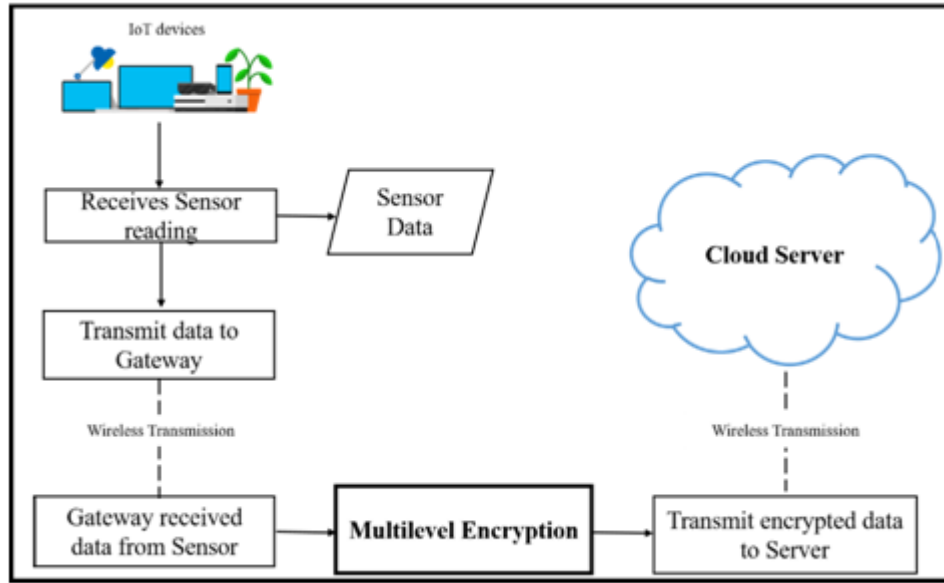 IoT devices
Receives Sensor
reading
Sensor
Data
Cloud Server
Transmit data to
Gateway
Wireless Transmission
Wireless Transmission
Gateway received
data from Sensor
Multilevel Encryption
Transmit encrypted data
to Server